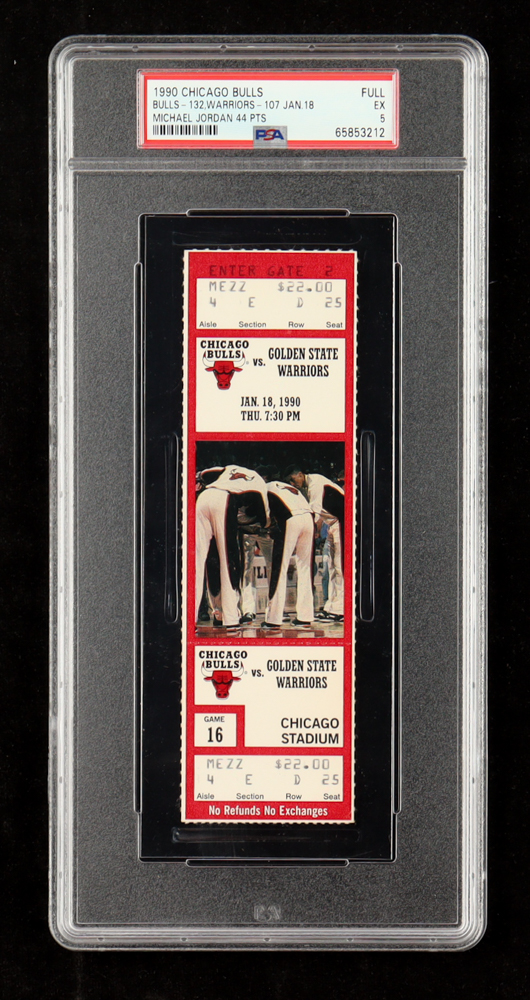 1990 CHICAGO BULLS FULL
BULLS - 132,WARRIORS - 107 JAN.18 EX
MICHAEL JORDAN 44 PTS 5
PSA 65853212
ENTER GATE 2
MEZZ $22.00
4 E D 25
Aisle Section Row Seat
CHICAGO
BULLS
vs. GOLDEN STATE
WARRIORS
JAN. 18, 1990
THU. 7:30 PM
CHICAGO
BULLS
vs. GOLDEN STATE
WARRIORS
GAME
16
CHICAGO
STADIUM
MEZZ $22.00
4 E D 25
Aisle Section Row Seat
No Refunds No Exchanges